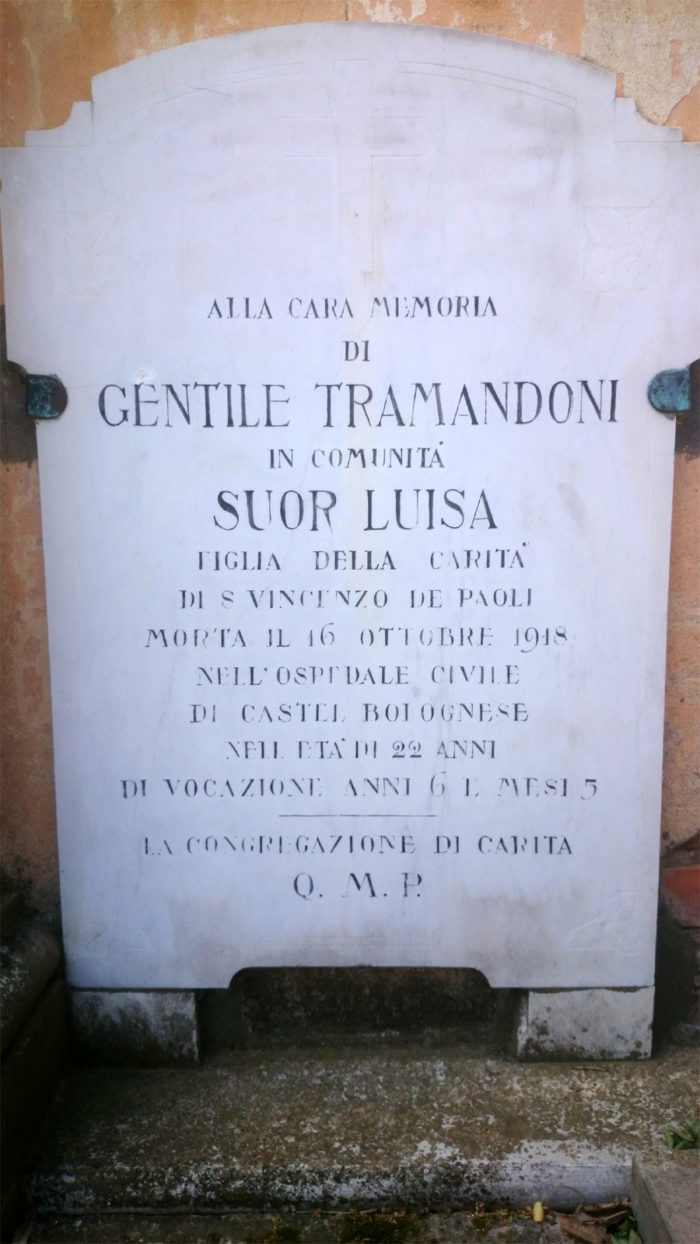 ALLA CARA MEMORIA
DI
GENTILE TRAMANDONI
IN COMUNITÁ
SUOR LUISA
FIGLIA DELLA CARITÀ
DI S VINCENZO DE PAOLI
MORTA IL 16 OTTOBRE 1918
NELL'OSPEDALE CIVILE
DI CASTEL BOLOGNESE
NELL ETÀ DI 22 ANNI
DI VOCAZIONE ANNI 6 E MESI 5
LA CONGREGAZIONE DI CARITA
Q. M. P.